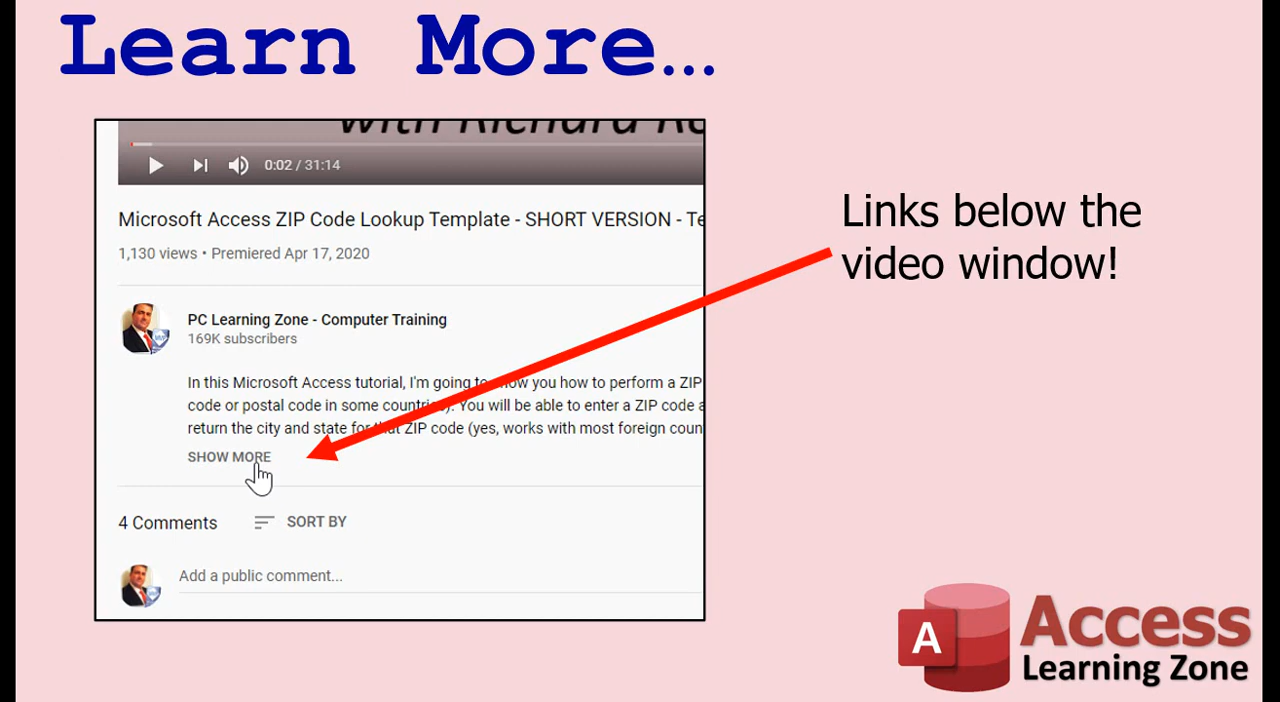 Learn More...
with Richard
0:02 / 31:14
Microsoft Access ZIP Code Lookup Template - SHORT VERSION - Te
1,130 views • Premiered Apr 17, 2020
PC Learning Zone - Computer Training
169K subscribers
In this Microsoft Access tutorial, I'm going to show you how to perform a ZIP
code or postal code in some countries). You will be able to enter a ZIP code a
return the city and state for that ZIP code (yes, works with most foreign coun
SHOW MORE
4 Comments
SORT BY
Add a public comment...
Links below the
video window!
A
Access
Learning Zone